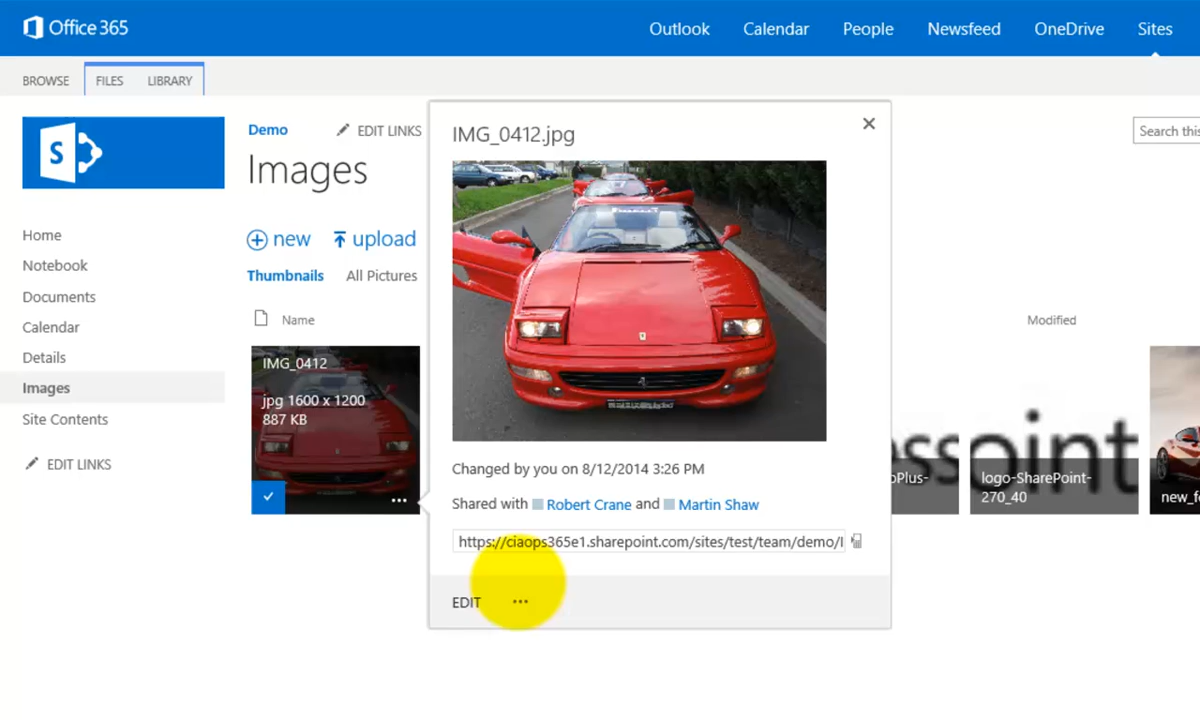 Office 365
Outlook Calendar People Newsfeed OneDrive Sites
BROWSE FILES LIBRARY
S
Demo EDIT LINKS
Images
Search this
new upload
Thumbnails All Pictures
Name Modified
Home
Notebook
Documents
Calendar
Details
Images
Site Contents
EDIT LINKS
IMG_0412
jpg 1600 x 1200
887 KB
IMG_0412.jpg
Changed by you on 8/12/2014 3:26 PM
Shared with Robert Crane and Martin Shaw
https://ciaops365e1.sharepoint.com/sites/test/team/demo/I
EDIT ...
essoint
oPlus-
logo-SharePoint-
270_40
new_f